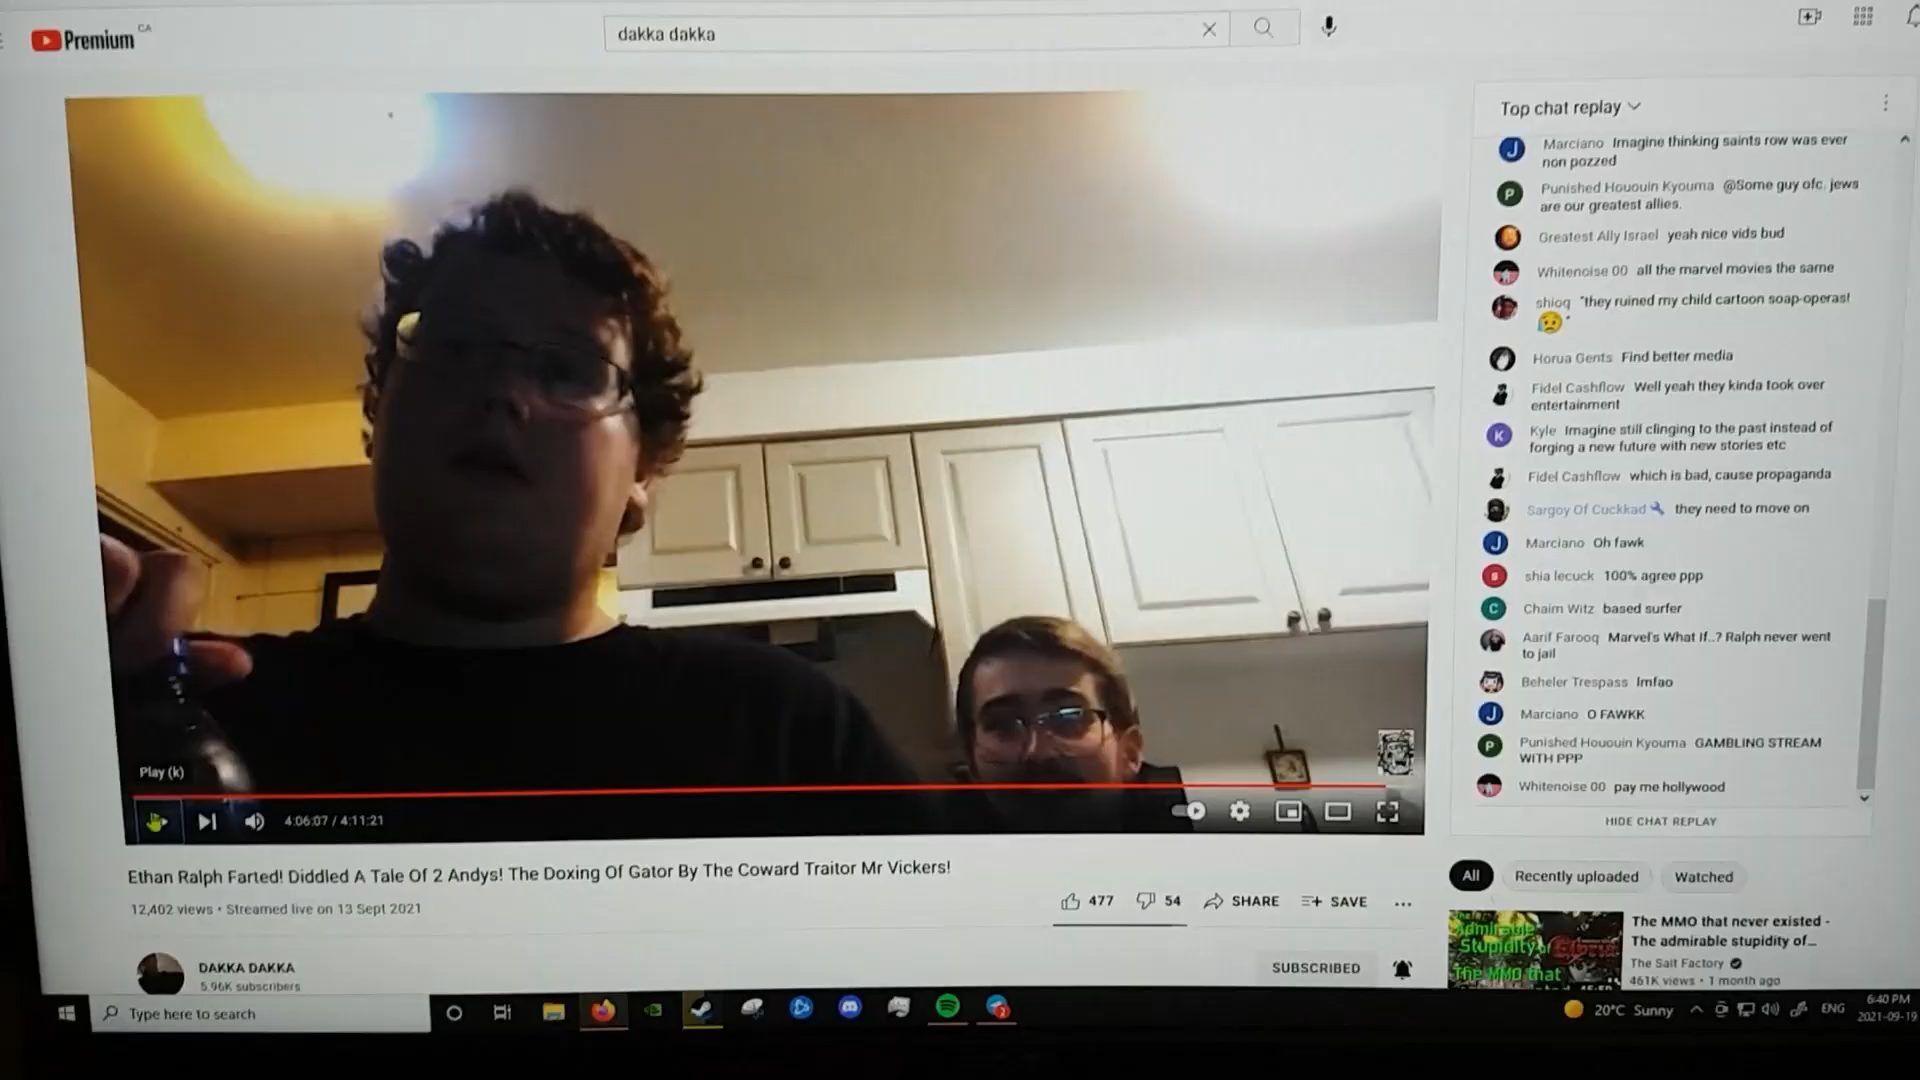 Premium CA
dakka dakka
Top chat replay
Marciano Imagine thinking saints row was ever
non pozzed
Punished Hououin Kyouma @Some guy ofc. jews
are our greatest allies.
Greatest Ally Israel yeah nice vids bud
Whitenoise 00 all the marvel movies the same
shioq "they ruined my child cartoon soap-operas!
"
Horua Gents Find better media
Fidel Cashflow Well yeah they kinda took over
entertainment
Kyle Imagine still clinging to the past instead of
forging a new future with new stories etc
Fidel Cashflow which is bad, cause propaganda
Sargoy Of Cuckkad they need to move on
Marciano Oh fawk
shia lecuck 100% agree ppp
Chaim Witz based surfer
Aarif Farooq Marvel's What If..? Ralph never went
to jail
Beheler Trespass lmfao
Marciano O FAWKK
Punished Hououin Kyouma GAMBLING STREAM
WITH PPP
Whitenoise 00 pay me hollywood
HIDE CHAT REPLAY
Play (k)
4:06:07 / 4:11:21
Ethan Ralph Farted! Diddled A Tale Of 2 Andys! The Doxing Of Gator By The Coward Traitor Mr Vickers!
12,402 views • Streamed live on 13 Sept 2021
477 54 SHARE SAVE ...
DAKKA DAKKA
5.96K subscribers
SUBSCRIBED
All Recently uploaded Watched
Admirable
Stupidity of
The MMO that
The MMO that never existed -
The admirable stupidity of...
The Salt Factory
461K views • 1 month ago
Type here to search
20°C Sunny
ENG
6:40 PM
2021-09-19